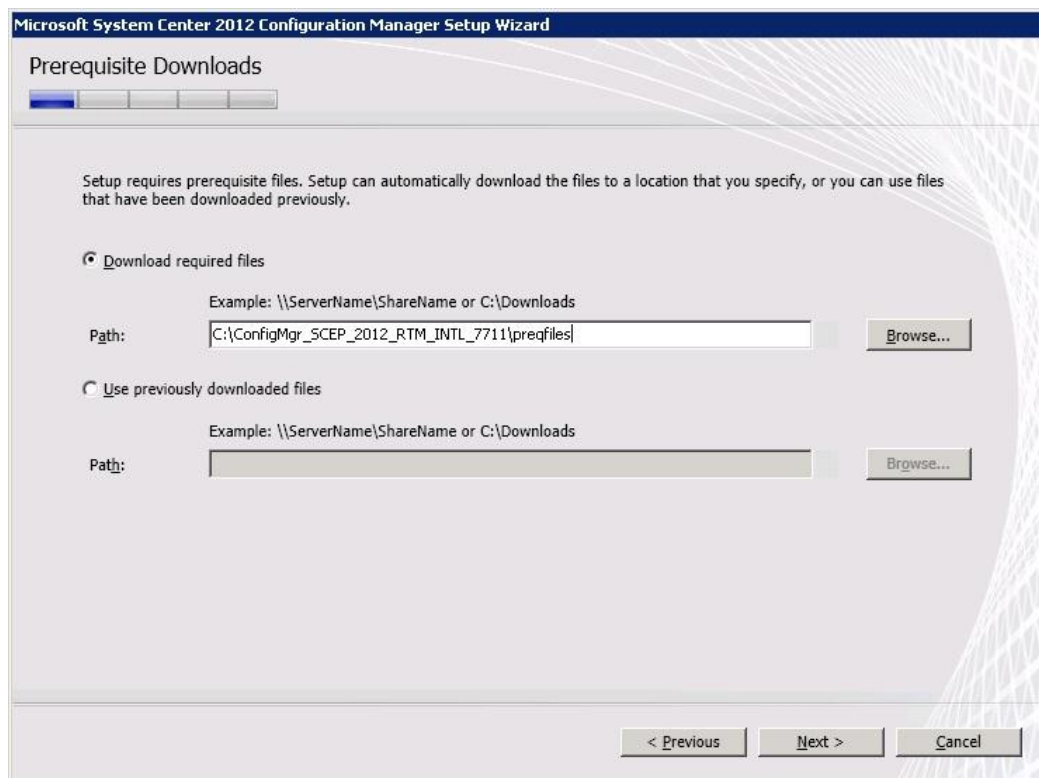 Microsoft System Center 2012 Configuration Manager Setup Wizard
Prerequisite Downloads
Setup requires prerequisite files. Setup can automatically download the files to a location that you specify, or you can use files
that have been downloaded previously.
Download required files
Example: \\ServerName\ShareName or C:\Downloads
Path: C:\ConfigMgr_SCEP_2012_RTM_INTL_7711\preqfiles Browse...
Use previously downloaded files
Example: \\ServerName\ShareName or C:\Downloads
Path: Browse...
< Previous Next > Cancel